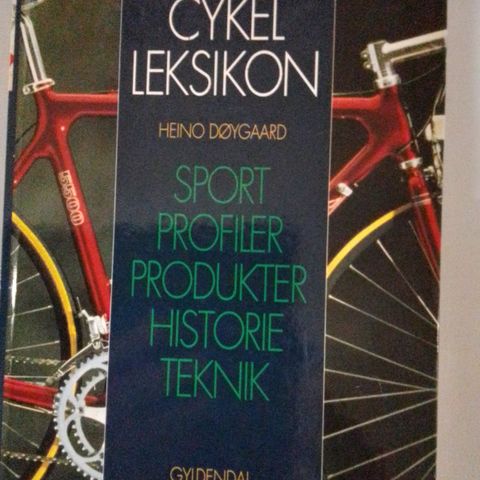 CYKEL
LEKSIKON
HEINO DØYGAARD
SPORT
PROFILER
PRODUKTER
HISTORIE
TEKNIK
GYLDENDAL